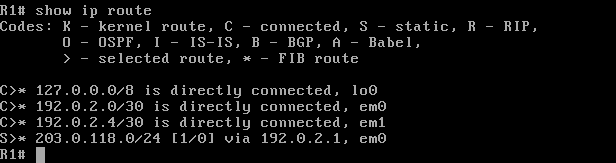 R1# show ip route
Codes: K - kernel route, C - connected, S - static, R - RIP,
O - OSPF, I - IS-IS, B - BGP, A - Babel,
> - selected route, * - FIB route
C>* 127.0.0.0/8 is directly connected, lo0
C>* 192.0.2.0/30 is directly connected, em0
C>* 192.0.2.4/30 is directly connected, em1
S>* 203.0.118.0/24 [1/0] via 192.0.2.1, em0
R1#